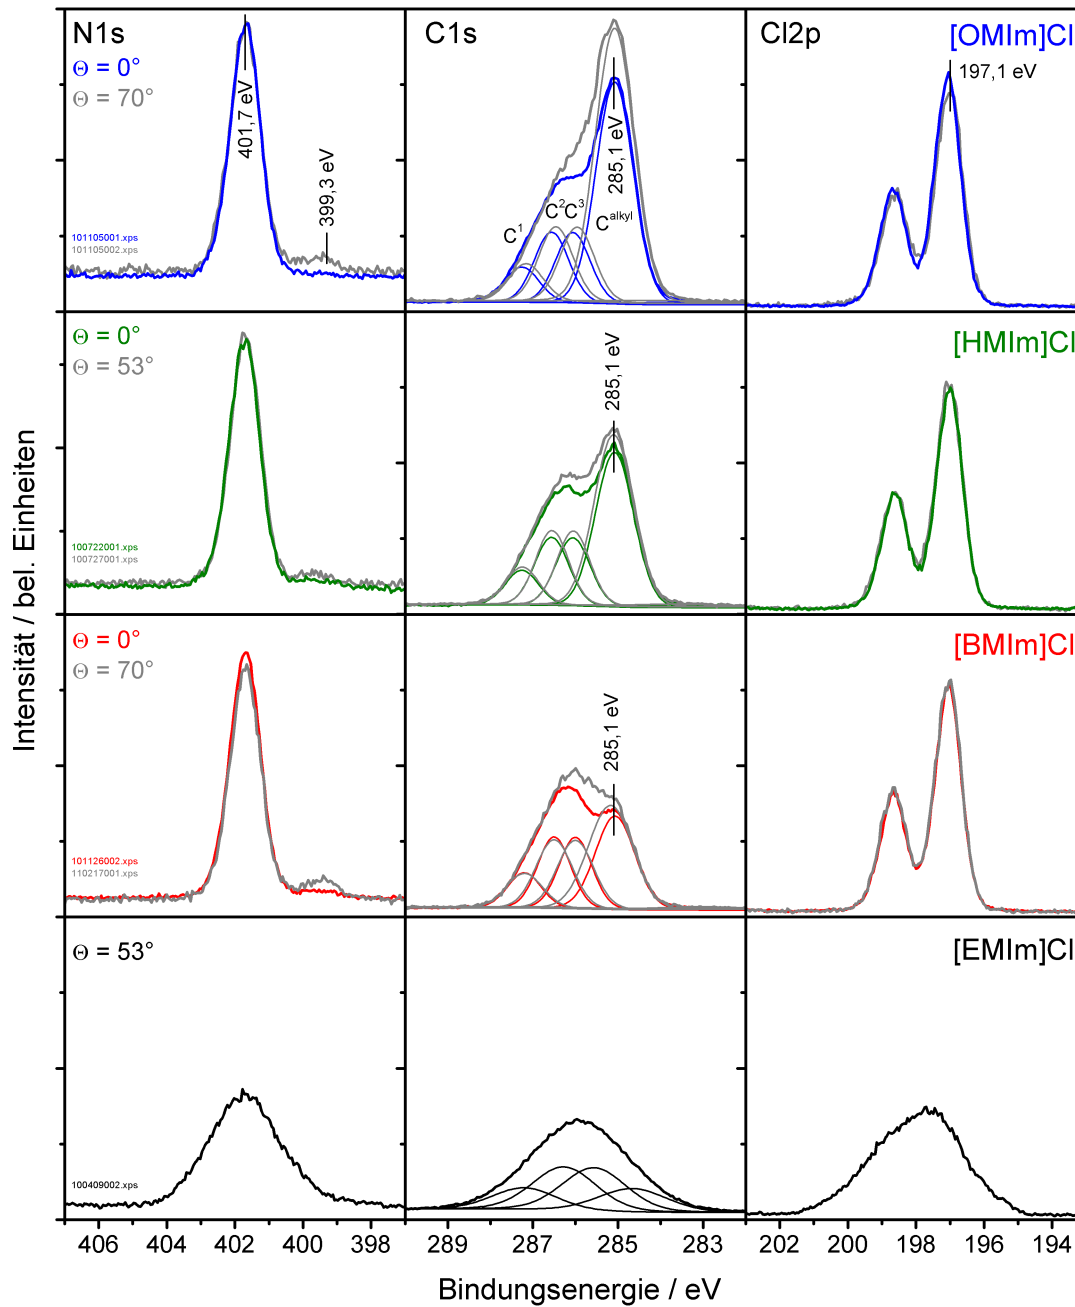 N1s
C1s
Cl2p
[OMIm]Cl
Θ = 0°
Θ = 70°
401,7 eV
399,3 eV
285,1 eV
197,1 eV
C¹
C²
C³
C^alkyl
101105001.xps
101105002.xps
Θ = 0°
Θ = 53°
285,1 eV
[HMIm]Cl
100722001.xps
100727001.xps
Θ = 0°
Θ = 70°
285,1 eV
[BMIm]Cl
101126002.xps
110217001.xps
Θ = 53°
[EMIm]Cl
100409002.xps
Intensität / bel. Einheiten
406 404 402 400 398 289 287 285 283 202 200 198 196 194
Bindungsenergie / eV